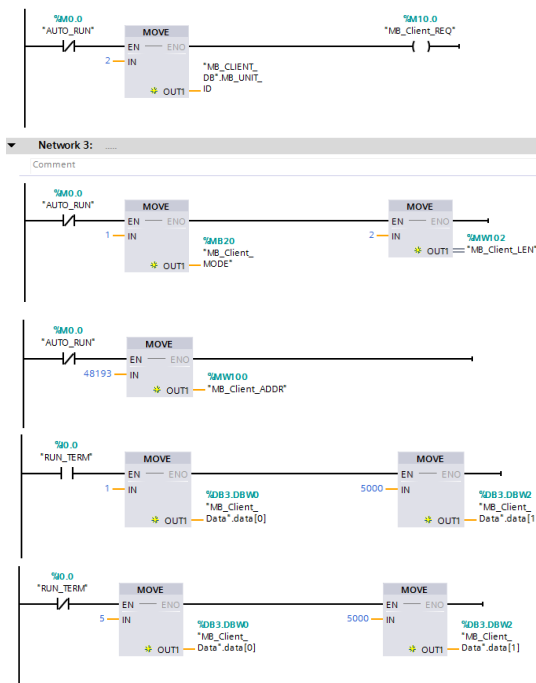 %M0.0
"AUTO_RUN"
MOVE
EN ENO
2 IN
OUT1
"MB_CLIENT_
DB".MB_UNIT_
ID
%M10.0
"MB_Client_REQ"
Network 3: .....
Comment
%M0.0
"AUTO_RUN"
MOVE
EN ENO
1 IN
OUT1
%MB20
"MB_Client_
MODE"
MOVE
EN ENO
2 IN
OUT1
%MW102
"MB_Client_LEN"
%M0.0
"AUTO_RUN"
MOVE
EN ENO
48193 IN
OUT1
%MW100
"MB_Client_ADDR"
%I0.0
"RUN_TERM"
MOVE
EN ENO
1 IN
OUT1
%DB3.DBW0
"MB_Client_
Data".data[0]
MOVE
EN ENO
5000 IN
OUT1
%DB3.DBW2
"MB_Client_
Data".data[1
%I0.0
"RUN_TERM"
MOVE
EN ENO
5 IN
OUT1
%DB3.DBW0
"MB_Client_
Data".data[0]
MOVE
EN ENO
5000 IN
OUT1
%DB3.DBW2
"MB_Client_
Data".data[1]